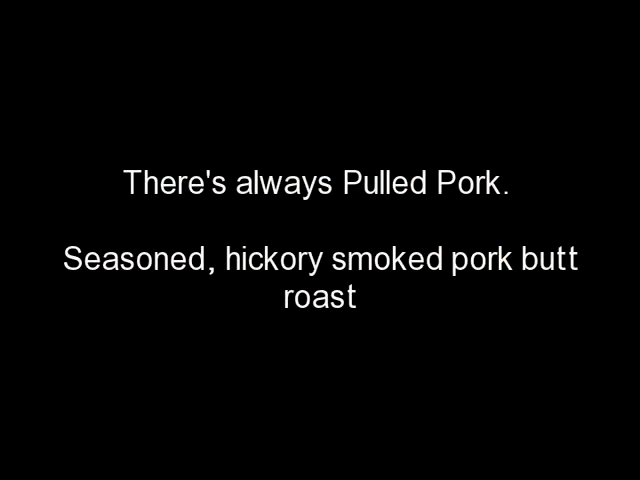 There's always Pulled Pork.
Seasoned, hickory smoked pork butt
roast